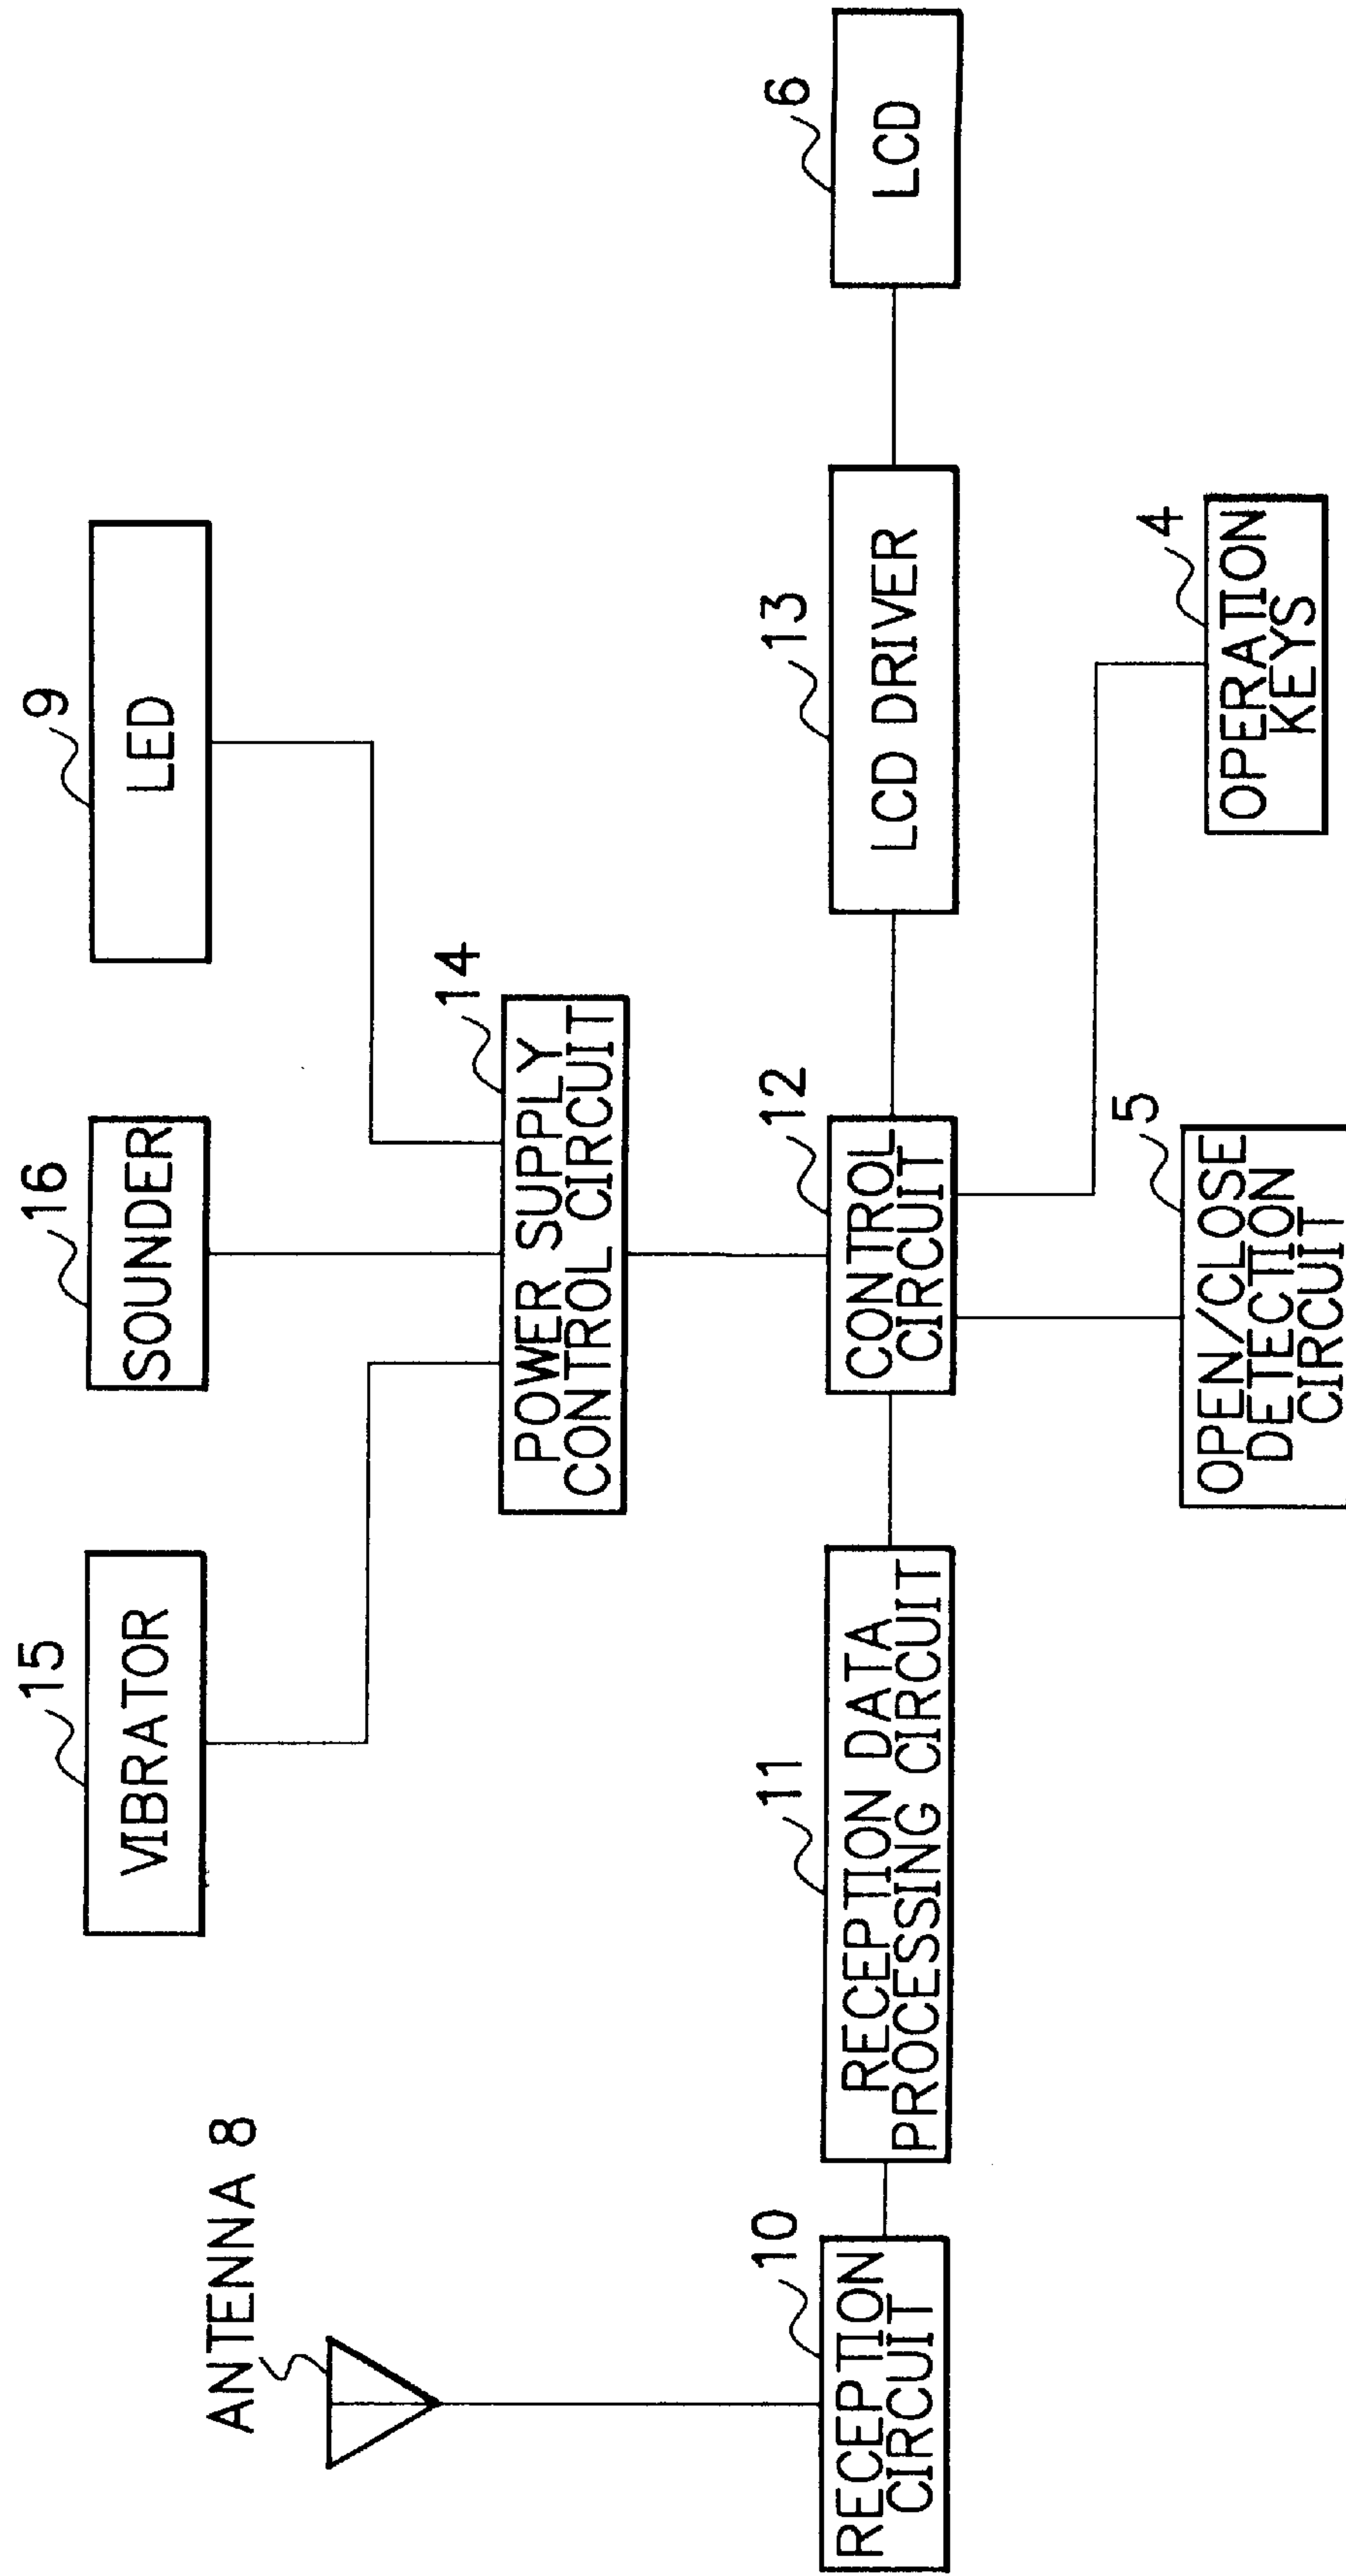 15
VIBRATOR
16
SOUNDER
9
LED
ANTENNA 8
14
POWER SUPPLY
CONTROL CIRCUIT
10
RECEPTION
CIRCUIT
11
RECEPTION DATA
PROCESSING CIRCUIT
12
CONTROL
CIRCUIT
13
LCD DRIVER
6
LCD
5
OPEN/CLOSE
DETECTION
CIRCUIT
4
OPERATION
KEYS